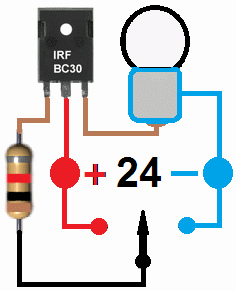 IRF
BC30
+ 24 −